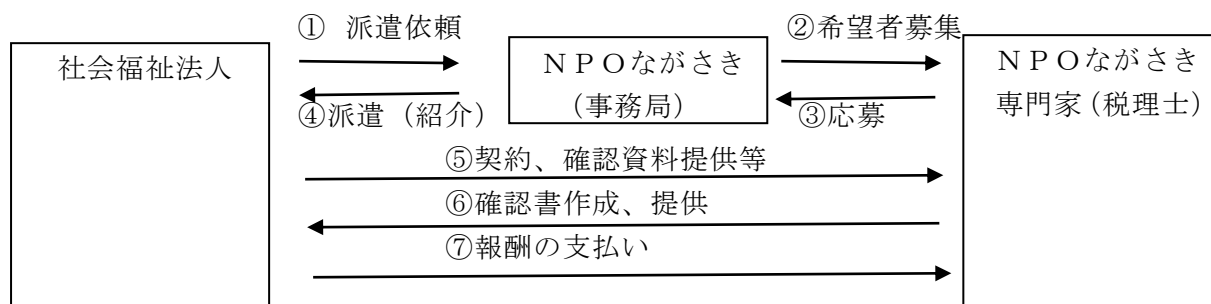 ① 派遣依頼
②希望者募集
社会福祉法人
ＮＰＯながさき
（事務局）
ＮＰＯながさき
専門家（税理士）
④派遣（紹介）
③応募
⑤契約、確認資料提供等
⑥確認書作成、提供
⑦報酬の支払い